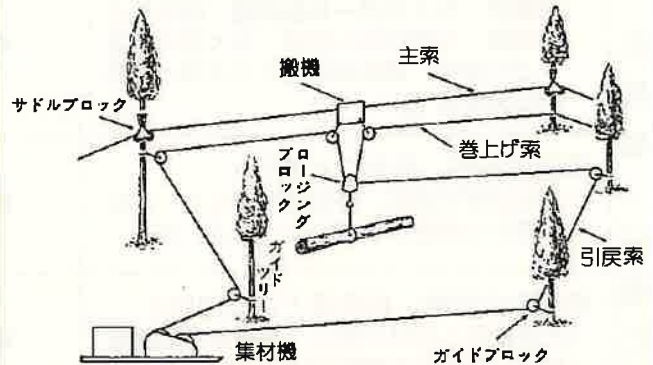 主索
搬機
サドルブロック
巻上げ索
ロージング
ブロック
引戻索
ガイド
ツリー
集材機
ガイドブロック